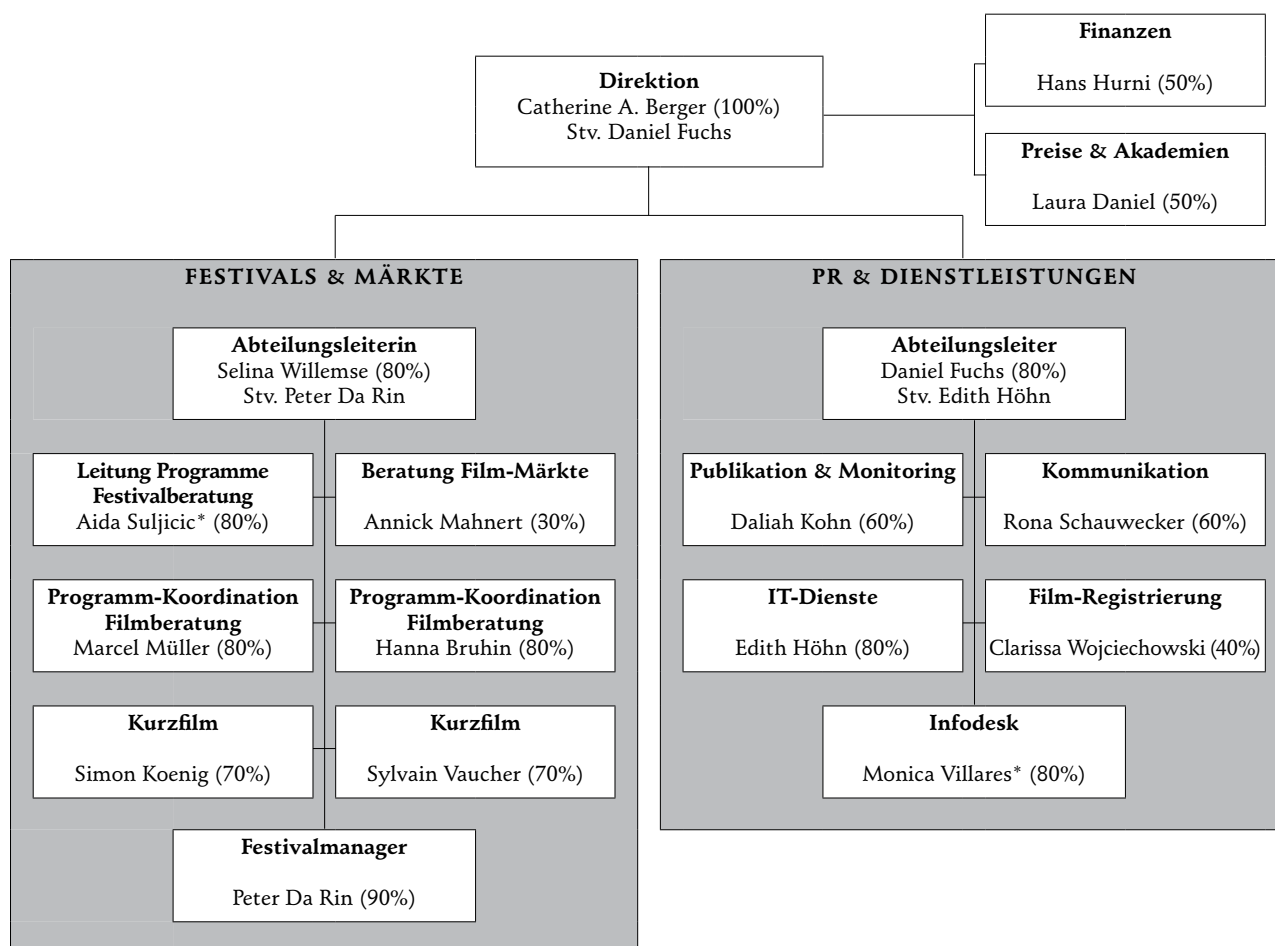 Direktion
Catherine A. Berger (100%)
Stv. Daniel Fuchs
Finanzen
Hans Hurni (50%)
Preise & Akademien
Laura Daniel (50%)
FESTIVALS & MÄRKTE
Abteilungsleiterin
Selina Willemse (80%)
Stv. Peter Da Rin
Leitung Programme
Festivalberatung
Aida Suljicic* (80%)
Beratung Film-Märkte
Annick Mahnert (30%)
Programm-Koordination
Filmberatung
Marcel Müller (80%)
Programm-Koordination
Filmberatung
Hanna Bruhin (80%)
Kurzfilm
Simon Koenig (70%)
Kurzfilm
Sylvain Vaucher (70%)
Festivalmanager
Peter Da Rin (90%)
PR & DIENSTLEISTUNGEN
Abteilungsleiter
Daniel Fuchs (80%)
Stv. Edith Höhn
Publikation & Monitoring
Daliah Kohn (60%)
Kommunikation
Rona Schauwecker (60%)
IT-Dienste
Edith Höhn (80%)
Film-Registrierung
Clarissa Wojciechowski (40%)
Infodesk
Monica Villares* (80%)